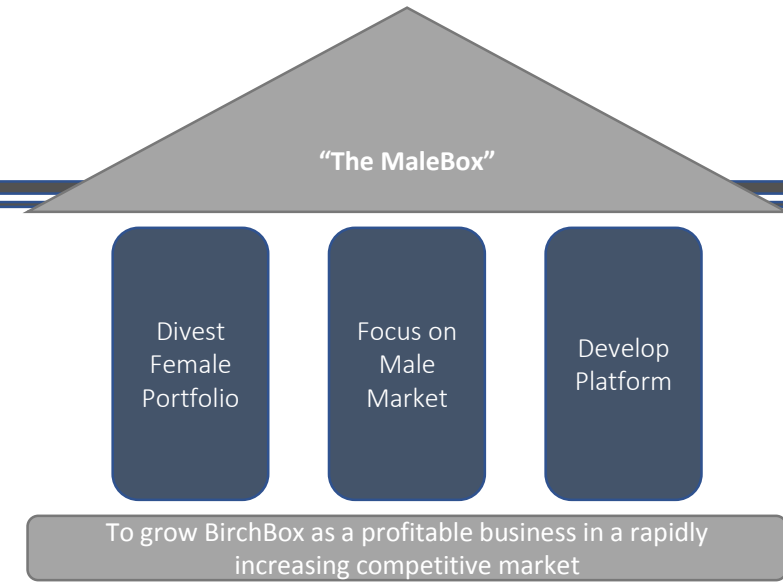 “The MaleBox”
Divest
Female
Portfolio
Focus on
Male
Market
Develop
Platform
To grow BirchBox as a profitable business in a rapidly
increasing competitive market